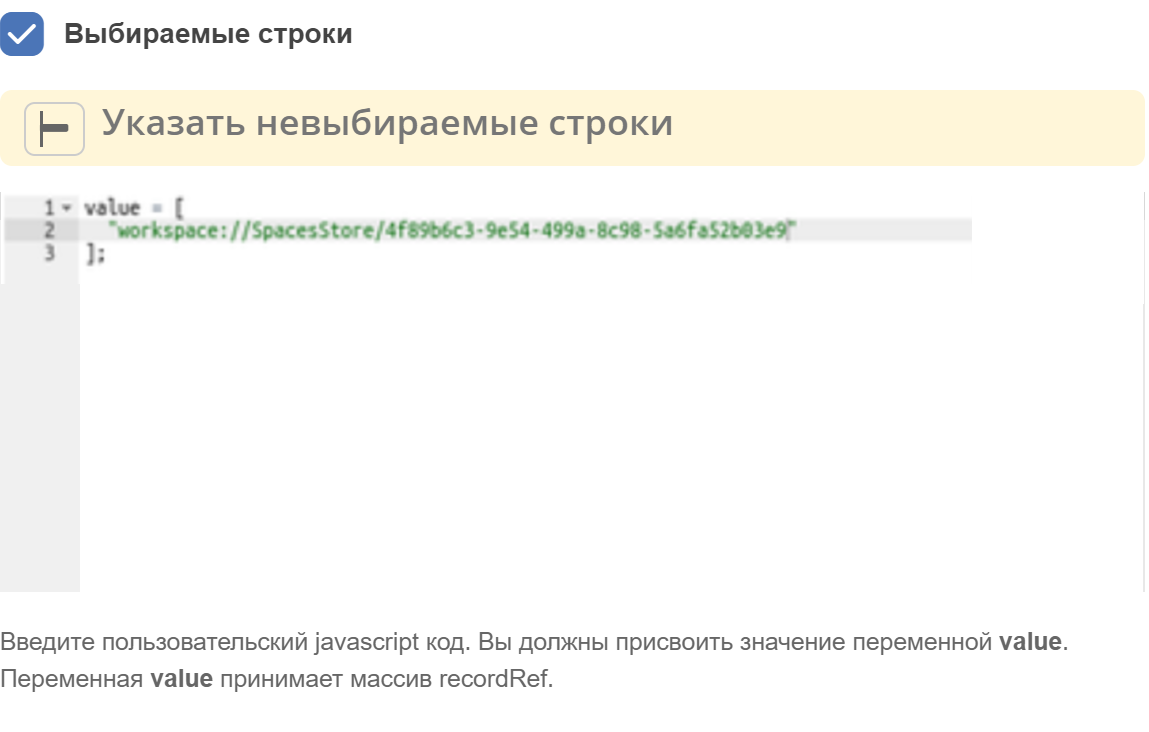 Выбираемые строки
Указать невыбираемые строки
1 value = [
2 "workspace://SpacesStore/4f89b6c3-9e54-499a-8c98-5a6fa52b03e9"
3 ];
Введите пользовательский javascript код. Вы должны присвоить значение переменной value.
Переменная value принимает массив recordRef.